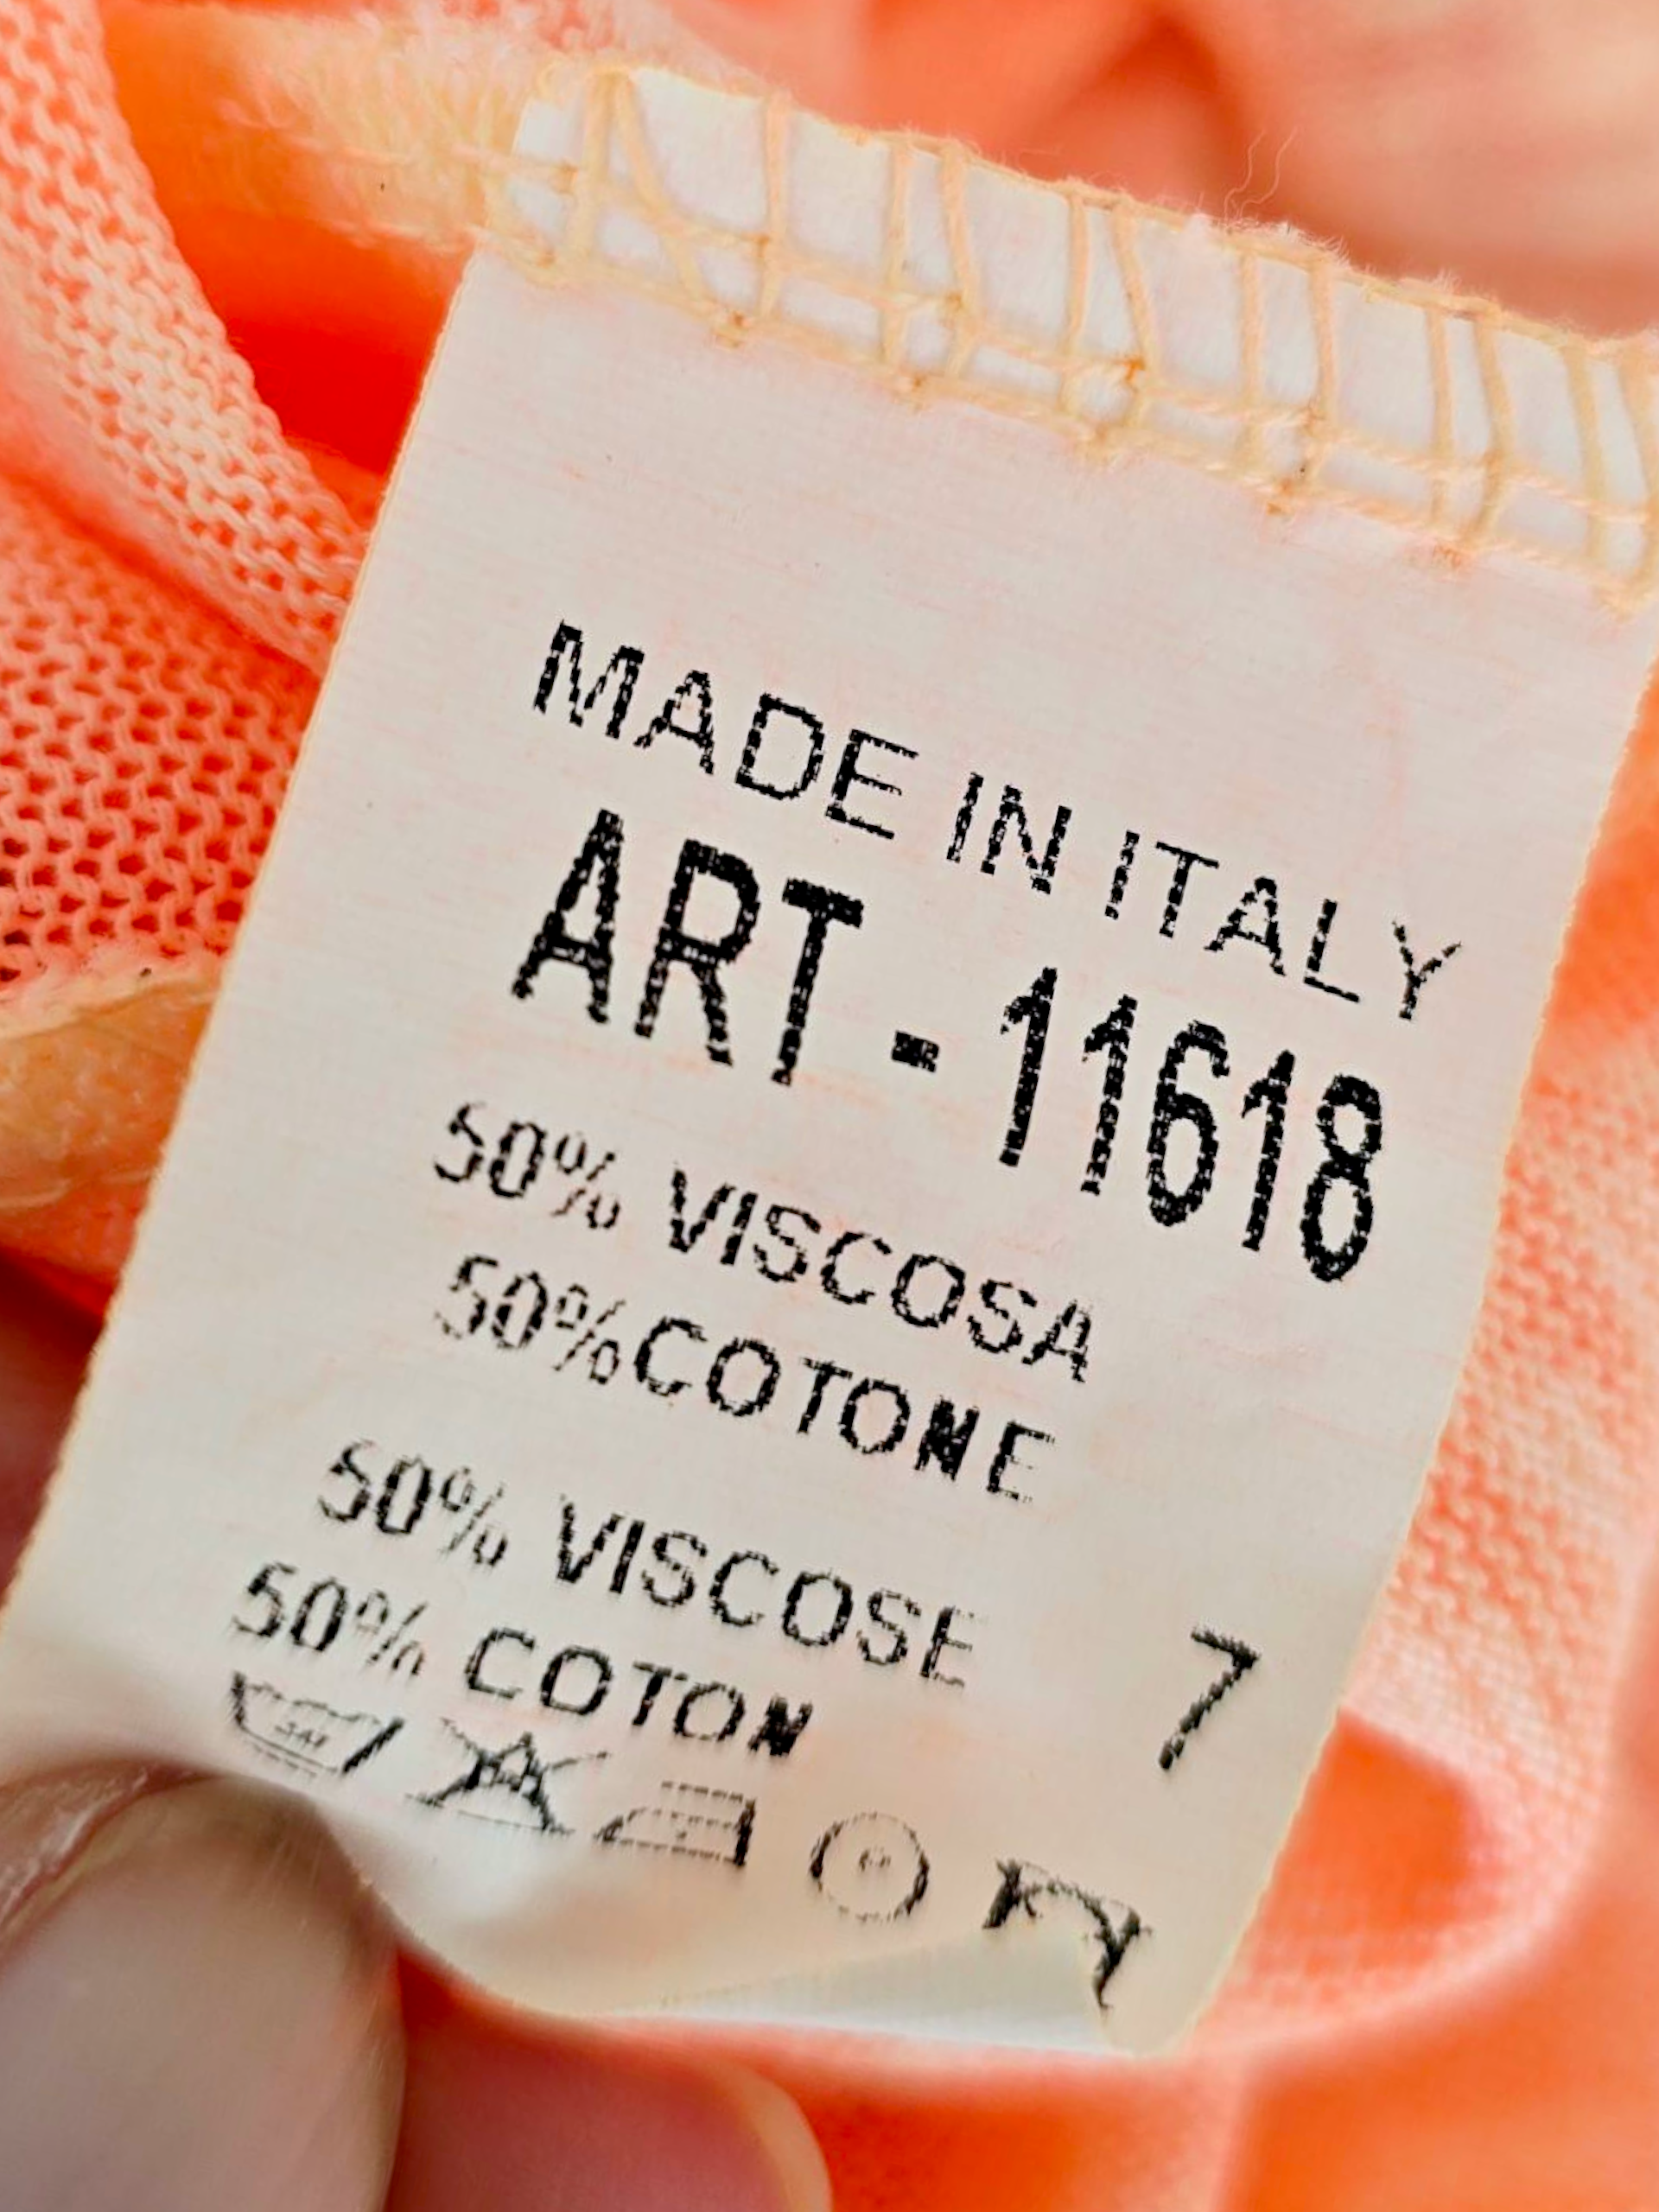 MADE IN ITALY
ART - 11618
50% VISCOSA
50%COTONE
50% VISCOSE
50% COTON
7